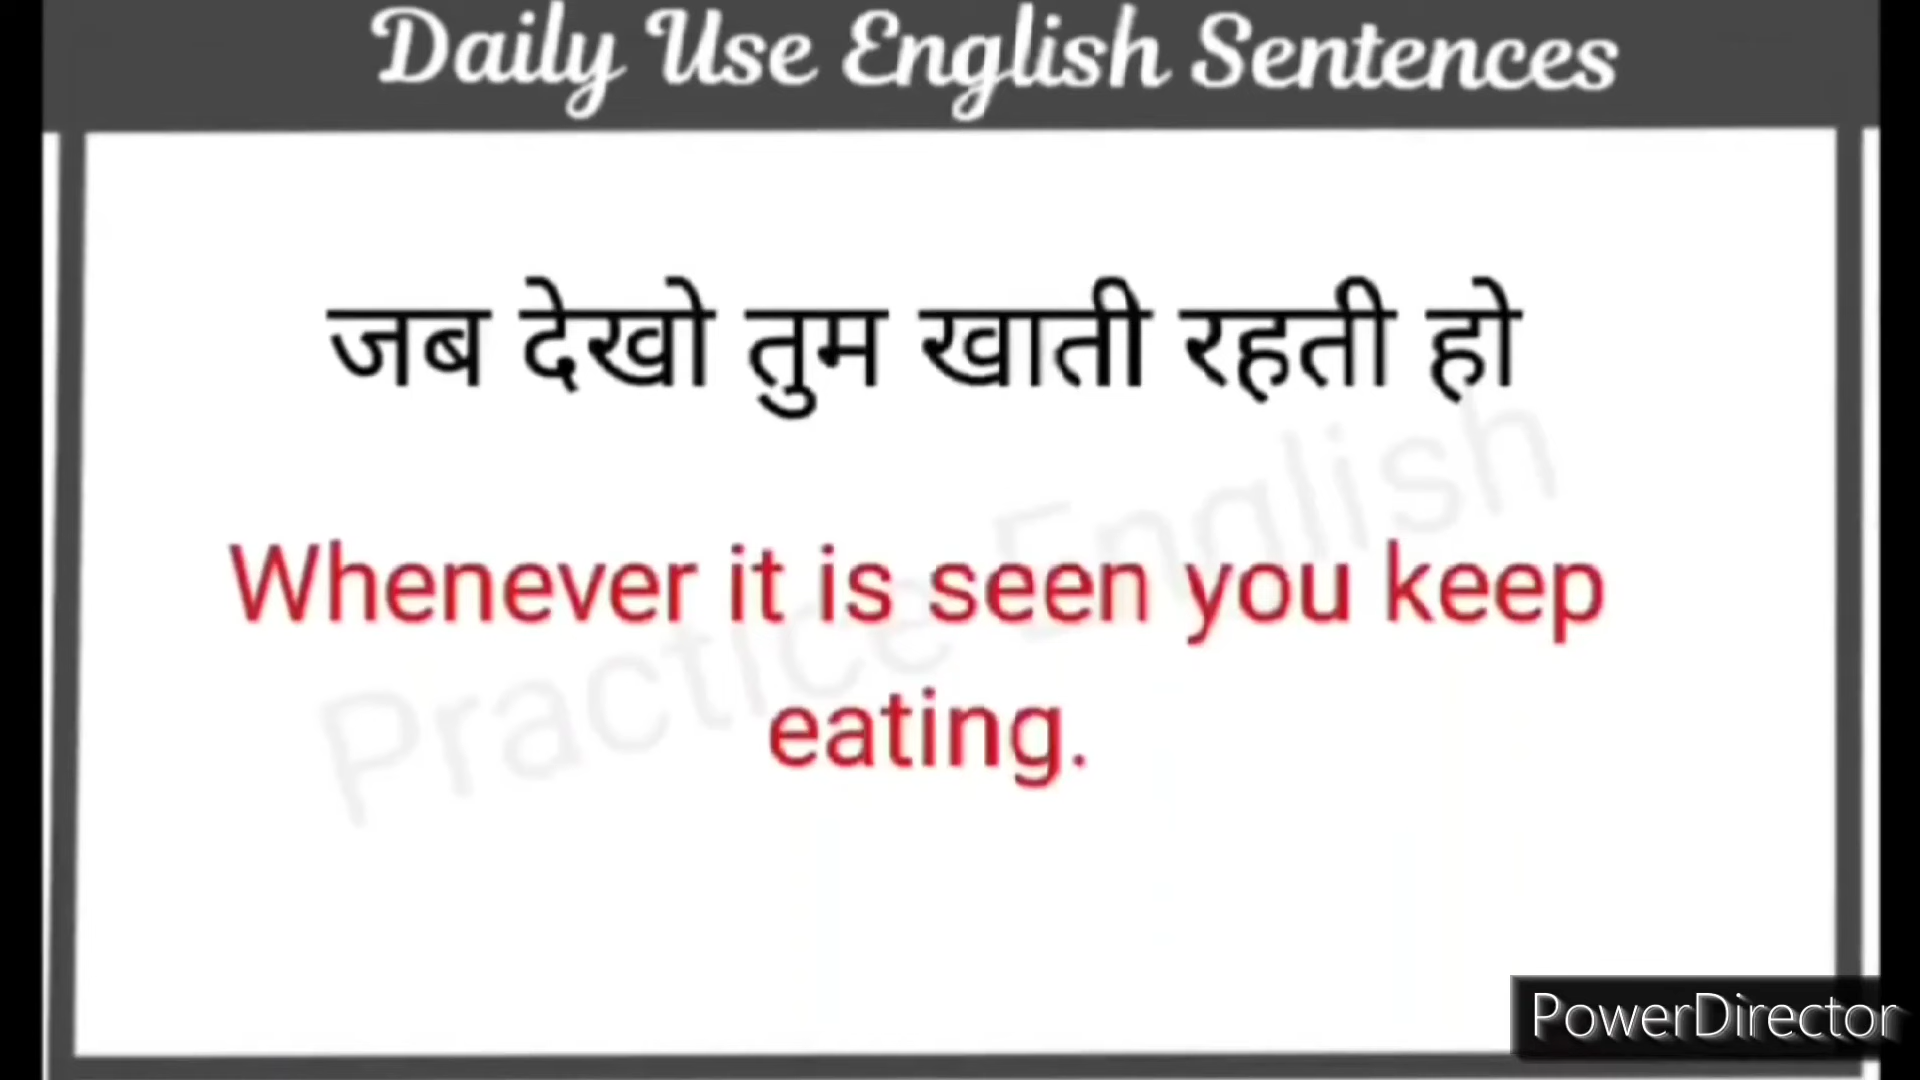 Daily Use English Sentences
जब देखो तुम खाती रहती हो
Whenever it is seen you keep
eating.
Practice English
PowerDirector